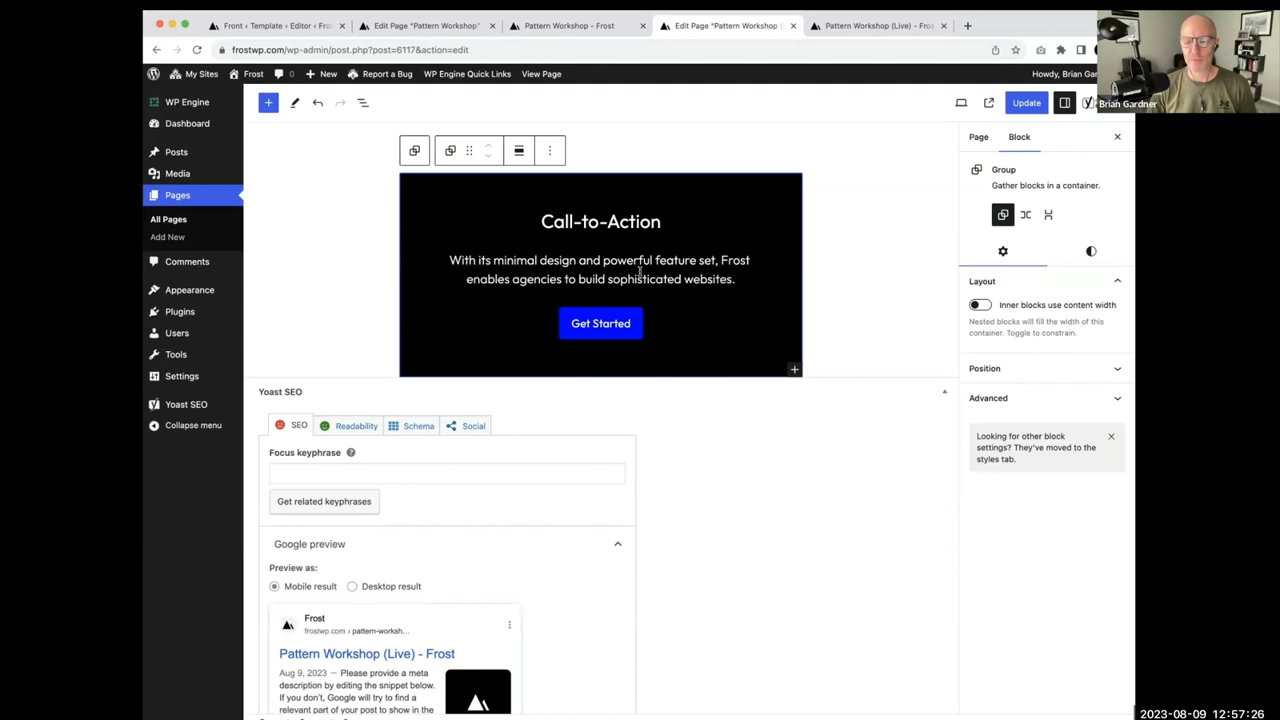 Front ‹ Template ‹ Editor ‹ Fro
Edit Page "Pattern Workshop"
Pattern Workshop - Frost
Edit Page "Pattern Workshop (
Pattern Workshop (Live) - Fros
frostwp.com/wp-admin/post.php?post=6117&action=edit
My Sites
Frost
0
New
Report a Bug
WP Engine Quick Links
View Page
Howdy, Brian Gar
Brian Gardner
WP Engine
Dashboard
Posts
Media
Pages
All Pages
Add New
Comments
Appearance
Plugins
Users
Tools
Settings
Yoast SEO
Collapse menu
Update
Call-to-Action
With its minimal design and powerful feature set, Frost
enables agencies to build sophisticated websites.
Get Started
Yoast SEO
SEO
Readability
Schema
Social
Focus keyphrase
Get related keyphrases
Google preview
Preview as:
Mobile result
Desktop result
Frost
frostwp.com › pattern-worksh...
Pattern Workshop (Live) - Frost
Aug 9, 2023 — Please provide a meta
description by editing the snippet below.
If you don't, Google will try to find a
relevant part of your post to show in the
Page
Block
Group
Gather blocks in a container.
Layout
Inner blocks use content width
Nested blocks will fill the width of this
container. Toggle to constrain.
Position
Advanced
Looking for other block
settings? They've moved to the
styles tab.
2023-08-09 12:57:26